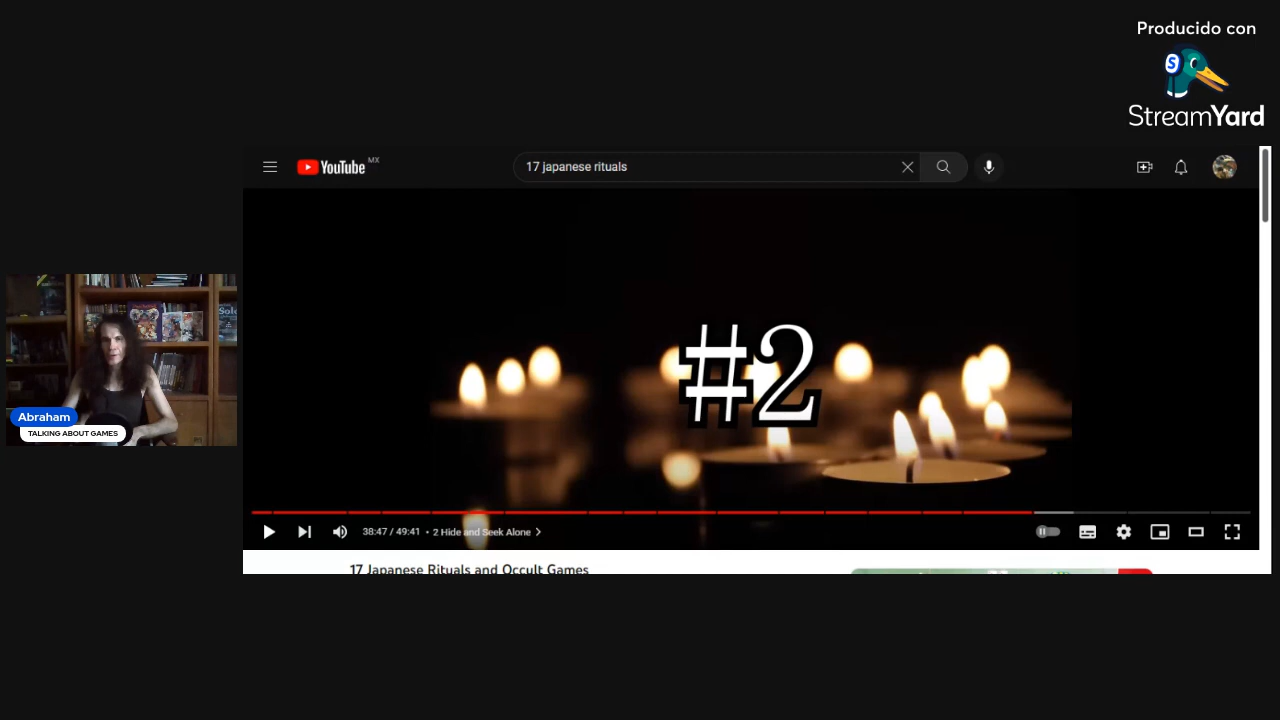 Producido con
StreamYard
YouTube MX
17 japanese rituals
#2
Solo
Abraham
TALKING ABOUT GAMES
38:47 / 49:41 • 2 Hide and Seek Alone
17 Japanese Rituals and Occult Games